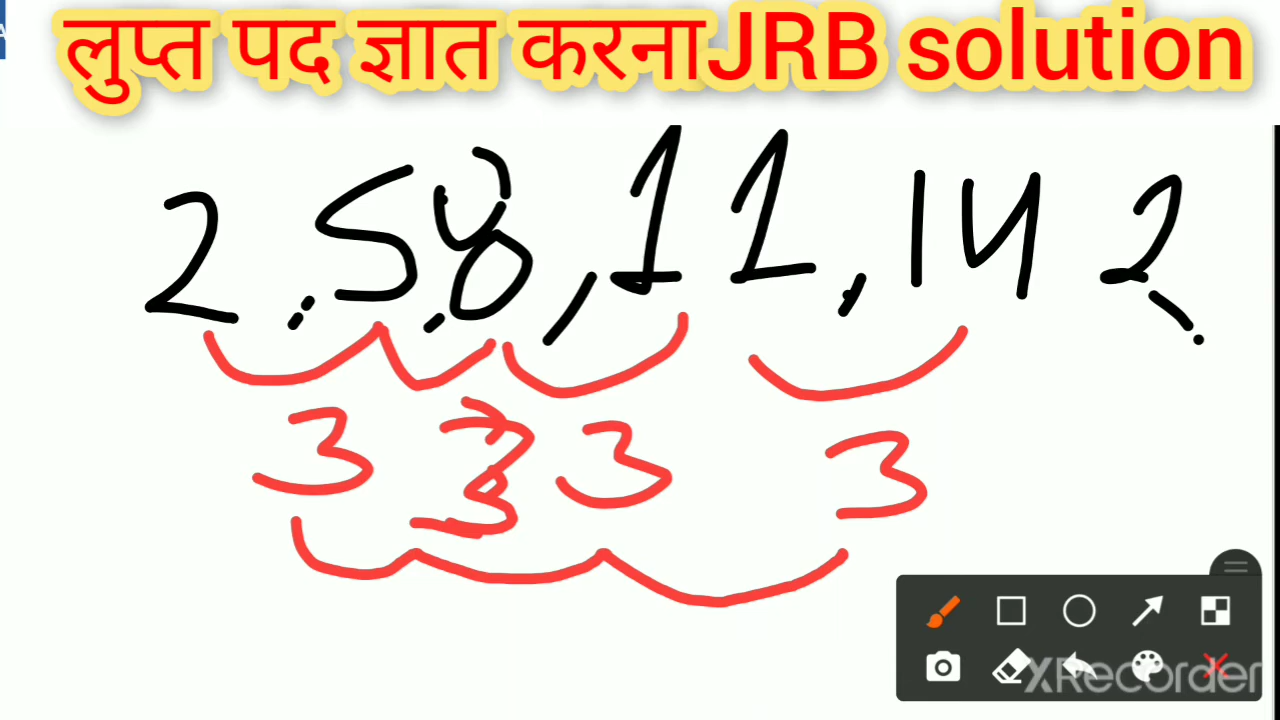 लुप्त पद ज्ञात करना JRB solution
2, 5, 8, 11, 14 ?
3 3 3 3
XRecorder